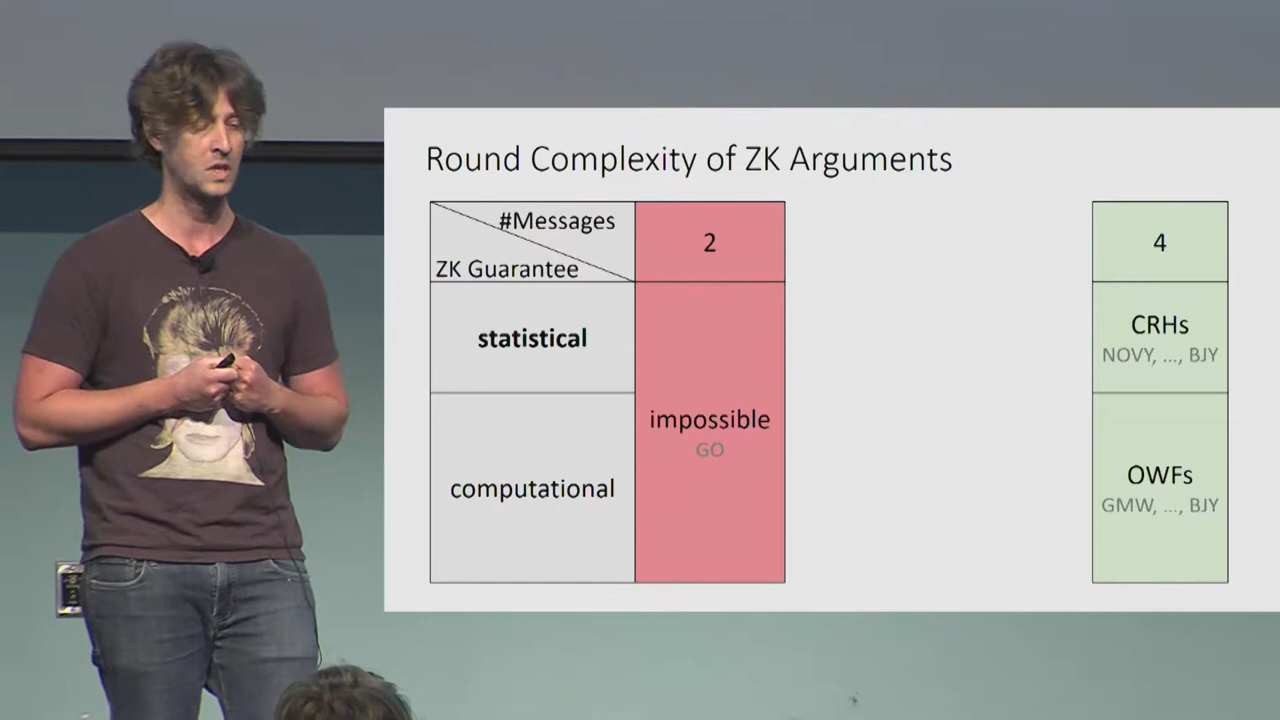 Round Complexity of ZK Arguments
#Messages
ZK Guarantee
2
4
statistical
CRHs
NOVY, ..., BJY
impossible
GO
computational
OWFs
GMW, ..., BJY